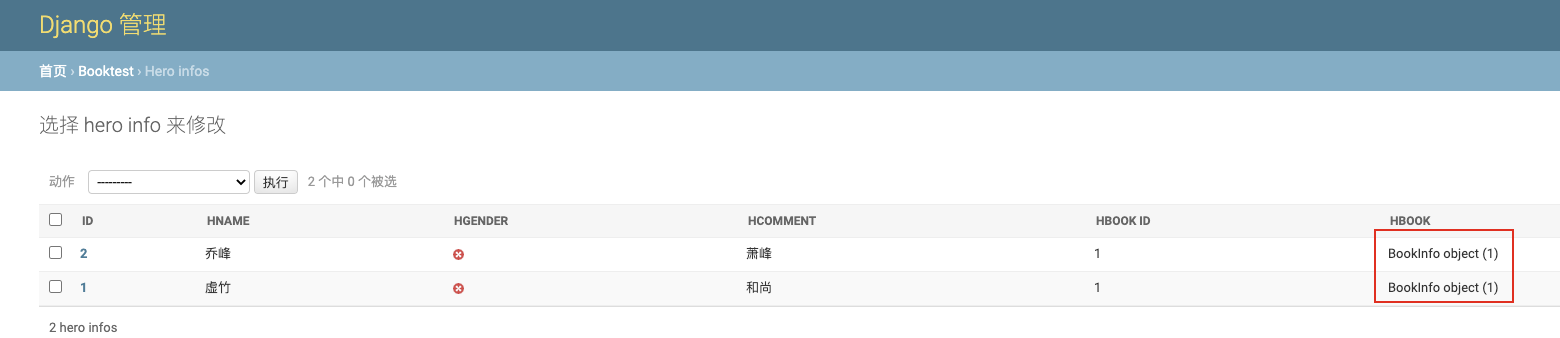 Django 管理
首页 › Booktest › Hero infos
选择 hero info 来修改
动作 --------- 执行 2 个中 0 个被选
ID HNAME HGENDER HCOMMENT HBOOK ID HBOOK
2 乔峰 萧峰 1 BookInfo object (1)
1 虚竹 和尚 1 BookInfo object (1)
2 hero infos